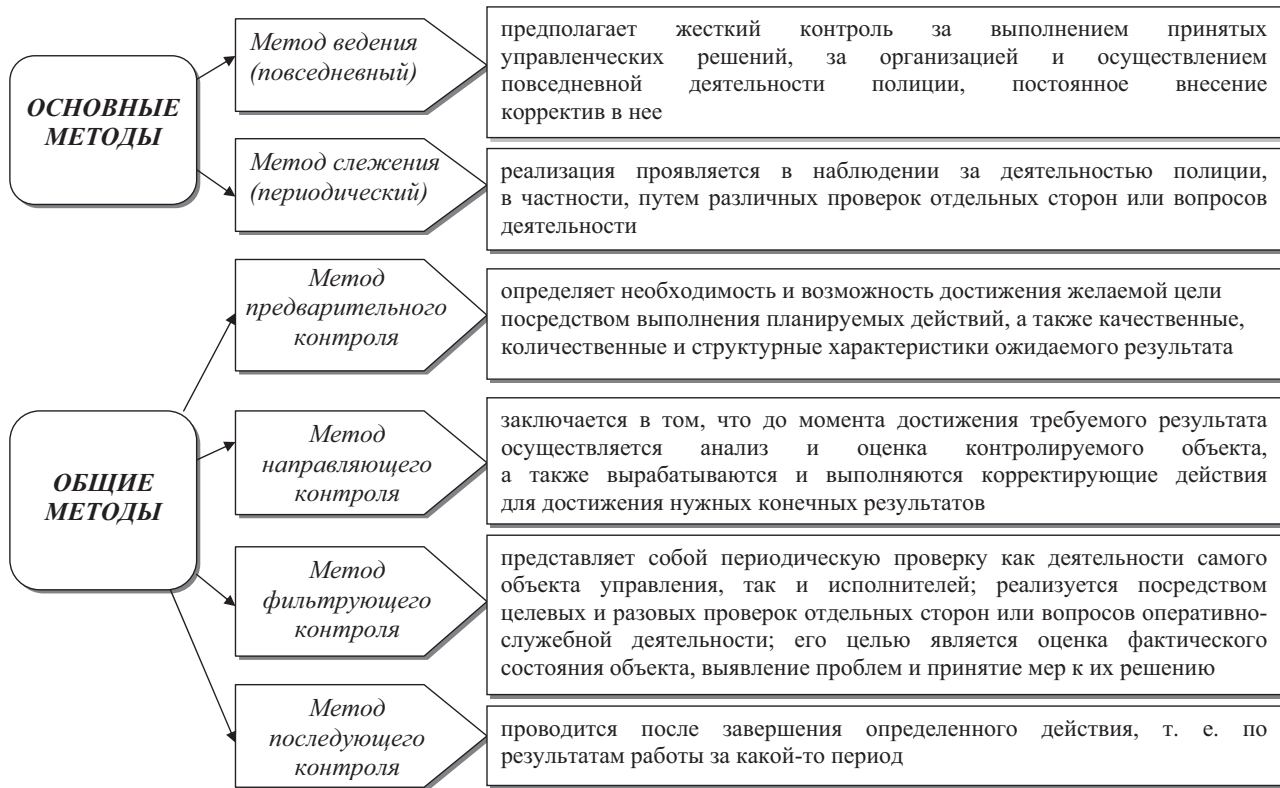 ОСНОВНЫЕ
МЕТОДЫ
Метод ведения
(повседневный)
предполагает жесткий контроль за выполнением принятых
управленческих решений, за организацией и осуществлением
повседневной деятельности полиции, постоянное внесение
корректив в нее
Метод слежения
(периодический)
реализация проявляется в наблюдении за деятельностью полиции,
в частности, путем различных проверок отдельных сторон или вопросов
деятельности
ОБЩИЕ
МЕТОДЫ
Метод
предварительного
контроля
определяет необходимость и возможность достижения желаемой цели
посредством выполнения планируемых действий, а также качественные,
количественные и структурные характеристики ожидаемого результата
Метод
направляющего
контроля
заключается в том, что до момента достижения требуемого результата
осуществляется анализ и оценка контролируемого объекта,
а также вырабатываются и выполняются корректирующие действия
для достижения нужных конечных результатов
Метод
фильтрующего
контроля
представляет собой периодическую проверку как деятельности самого
объекта управления, так и исполнителей; реализуется посредством
целевых и разовых проверок отдельных сторон или вопросов оперативно-
служебной деятельности; его целью является оценка фактического
состояния объекта, выявление проблем и принятие мер к их решению
Метод
последующего
контроля
проводится после завершения определенного действия, т. е. по
результатам работы за какой-то период